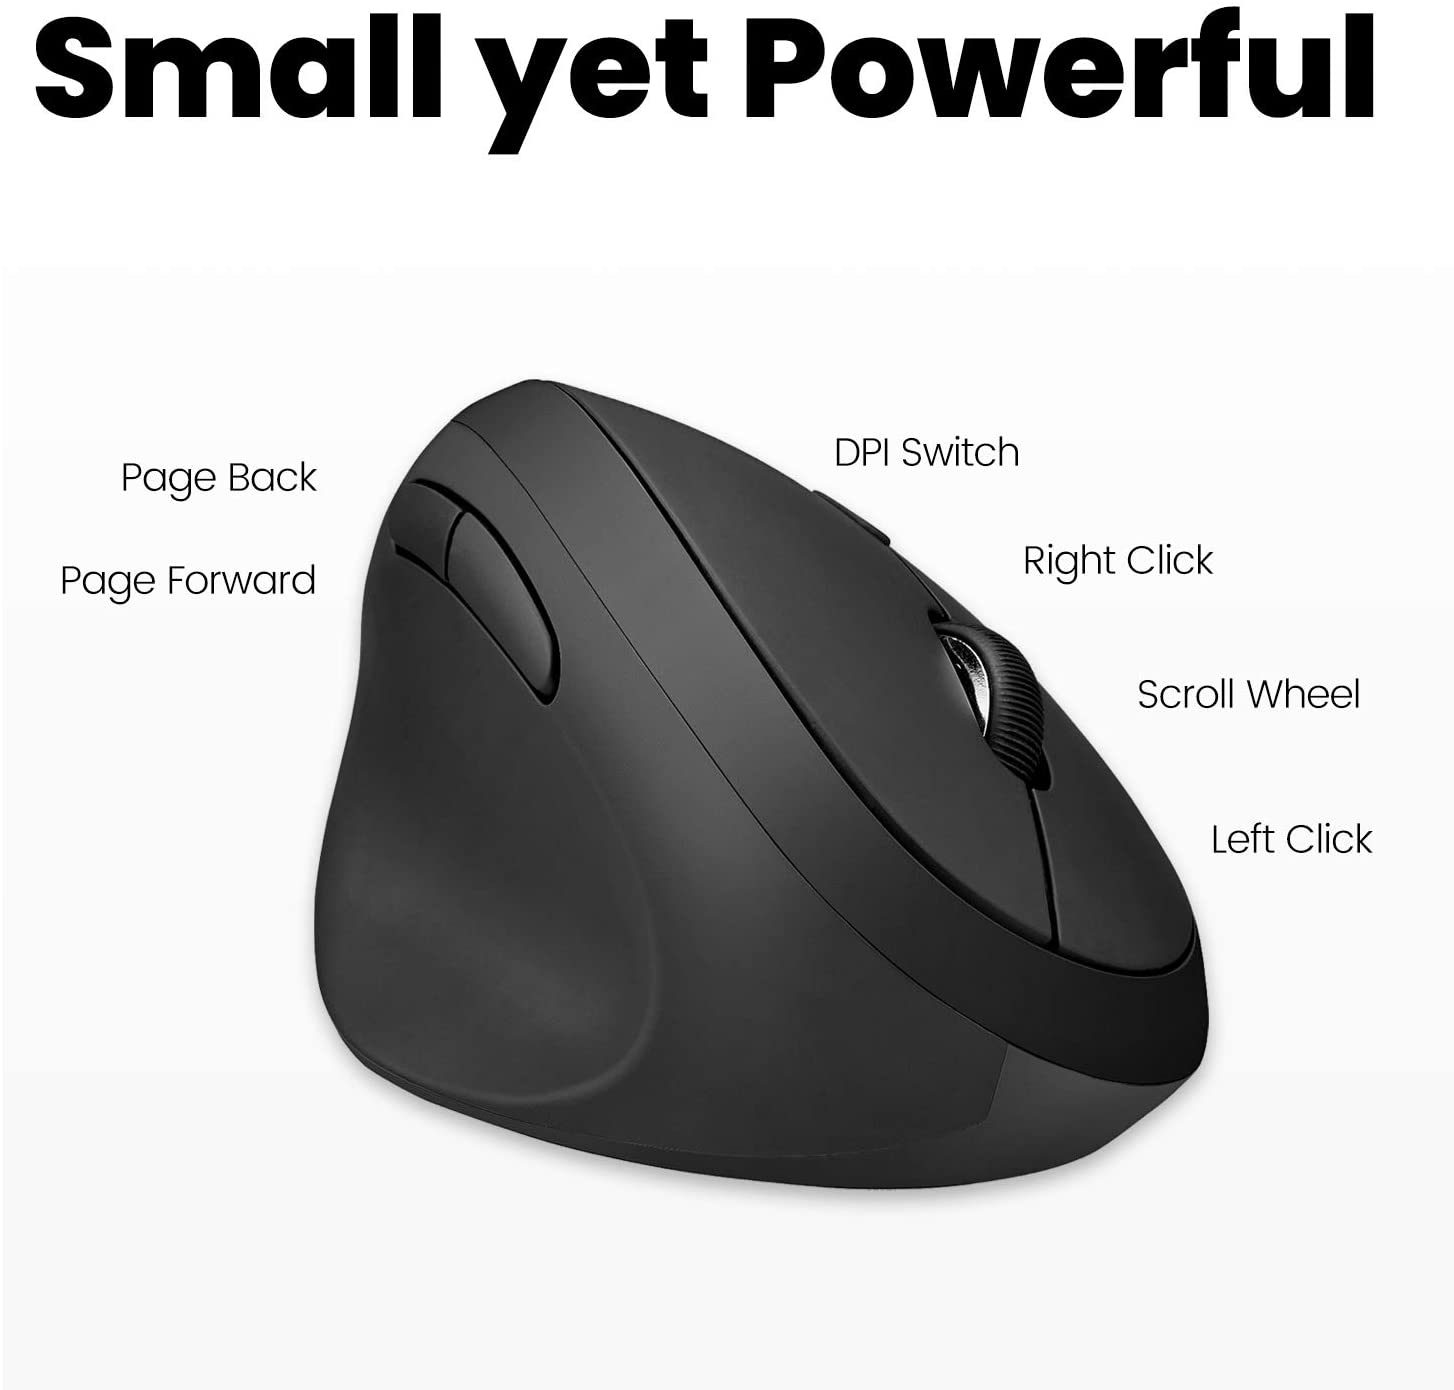 Small yet Powerful
Page Back
DPI Switch
Page Forward
Right Click
Scroll Wheel
Left Click